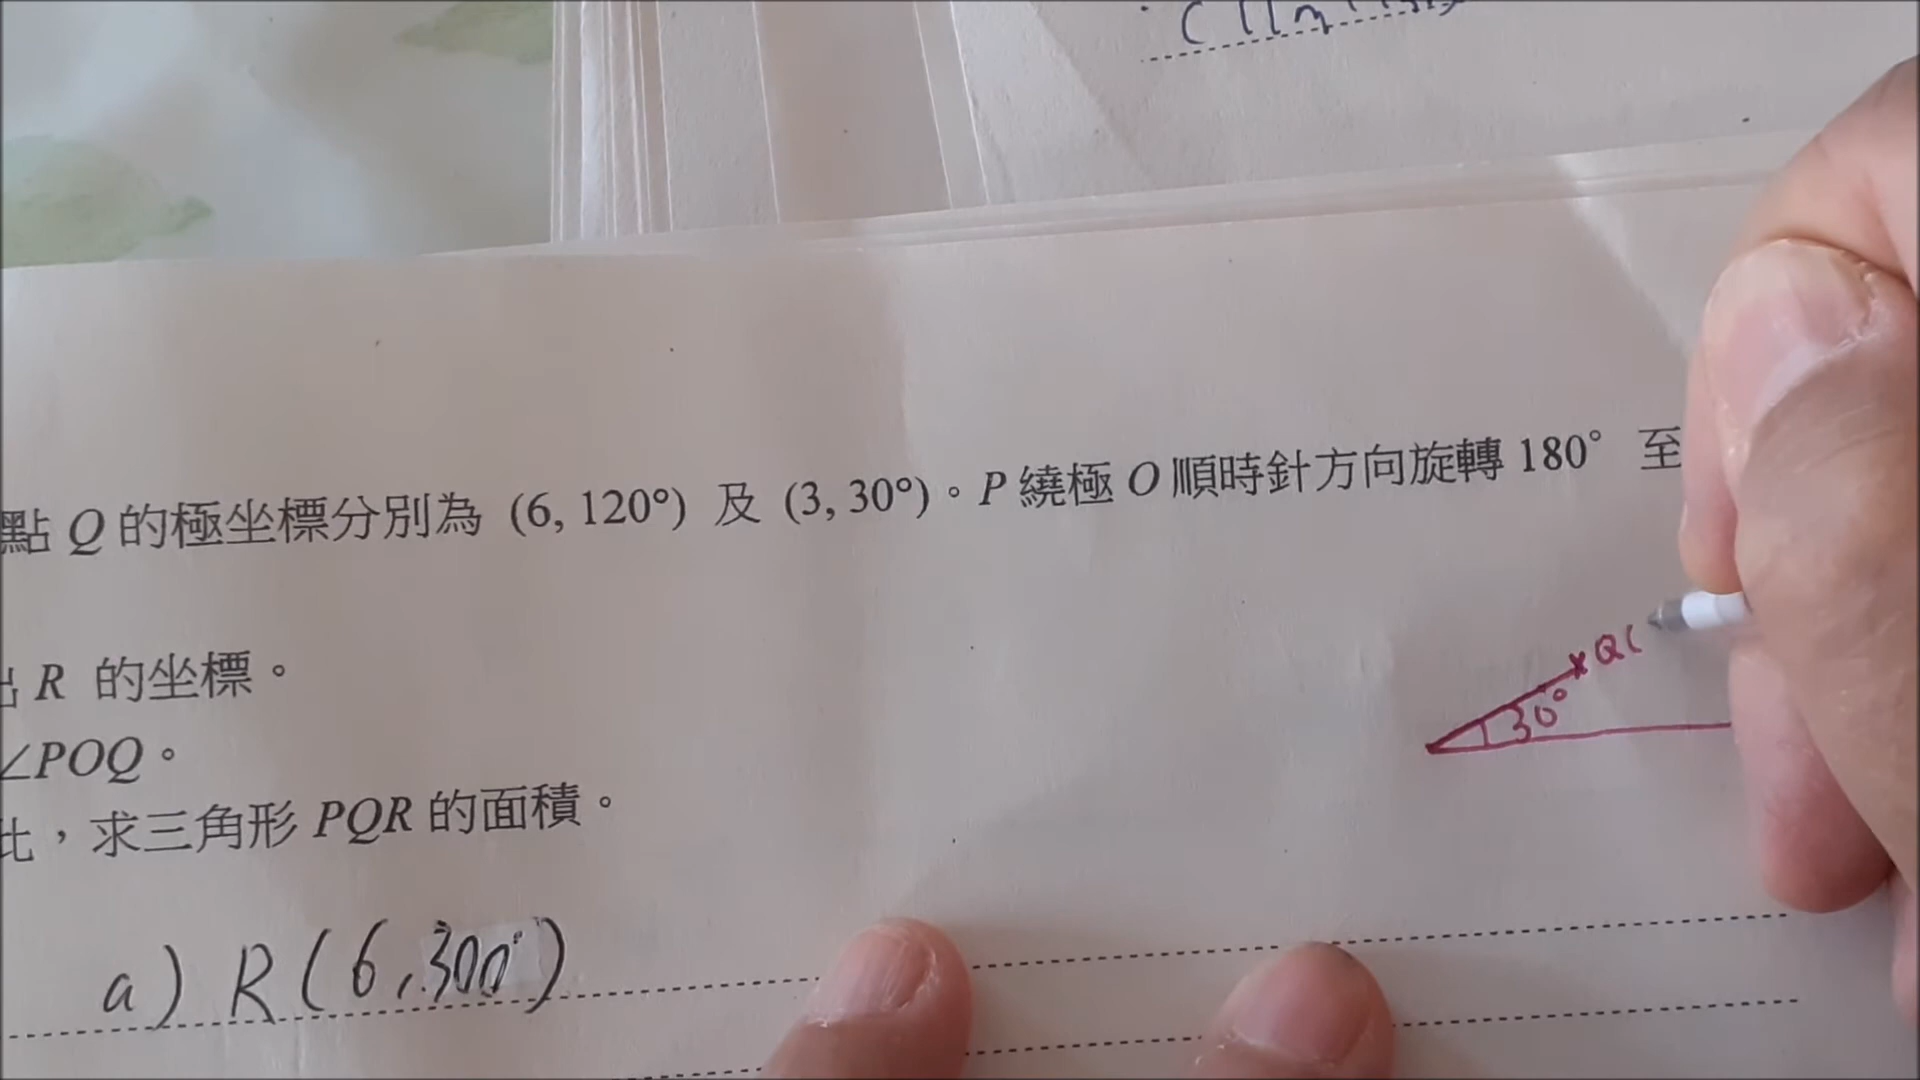 點 Q 的極坐標分別為 (6, 120°) 及 (3, 30°)。P 繞極 O 順時針方向旋轉 180° 至
Q(
30°
R 的坐標。
∠POQ。
此，求三角形 PQR 的面積。
a) R(6,300°)